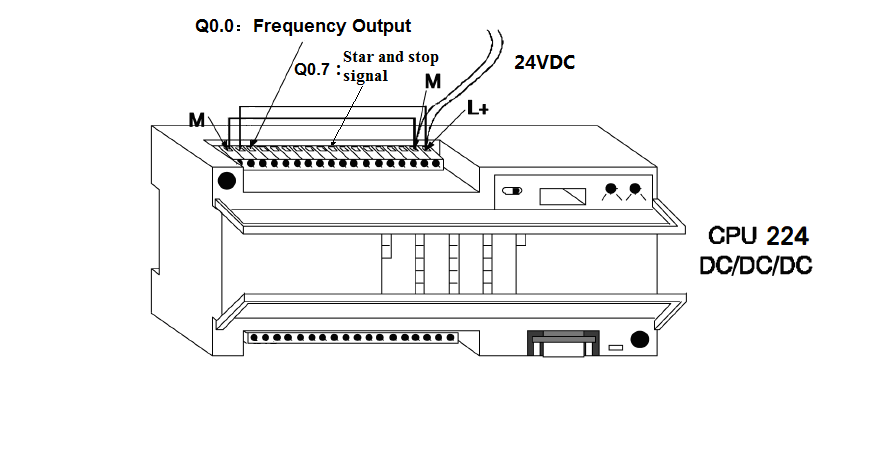 Q0.0：Frequency Output
Q0.7：Star and stop
signal
24VDC
M
M
L+
CPU 224
DC/DC/DC